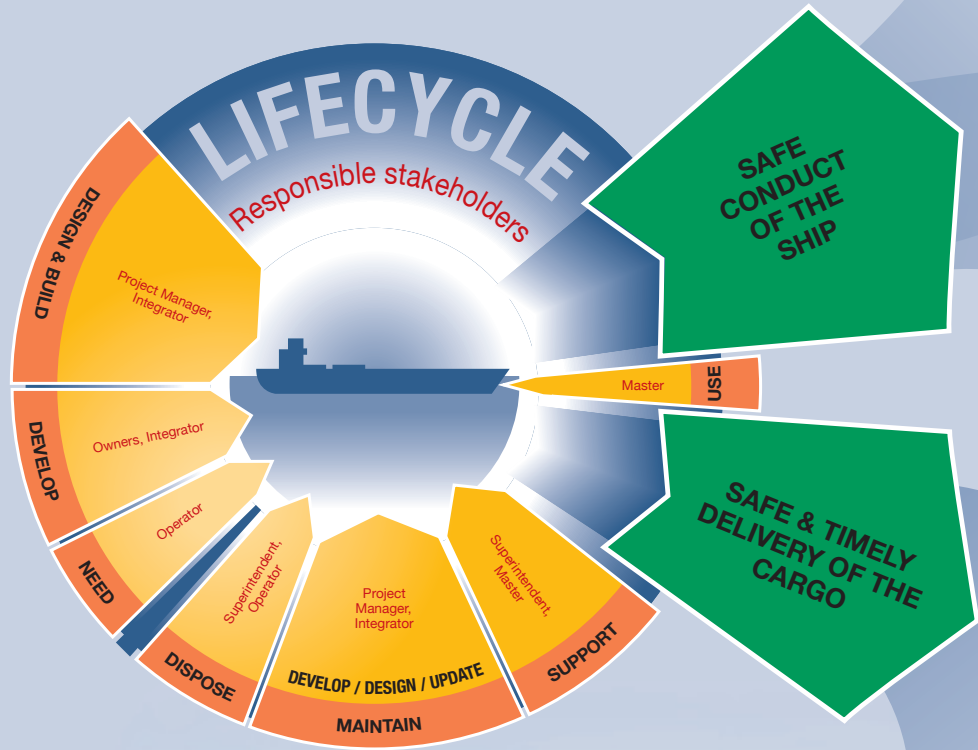 LIFECYCLE
Responsible stakeholders
SAFE
CONDUCT
OF THE
SHIP
DESIGN & BUILD
Project Manager,
Integrator
Master
USE
DEVELOP
Owners, Integrator
NEED
Operator
DISPOSE
Superintendent,
Operator
Project
Manager,
Integrator
DEVELOP / DESIGN / UPDATE
MAINTAIN
Superintendent,
Master
SUPPORT
SAFE & TIMELY
DELIVERY OF THE
CARGO